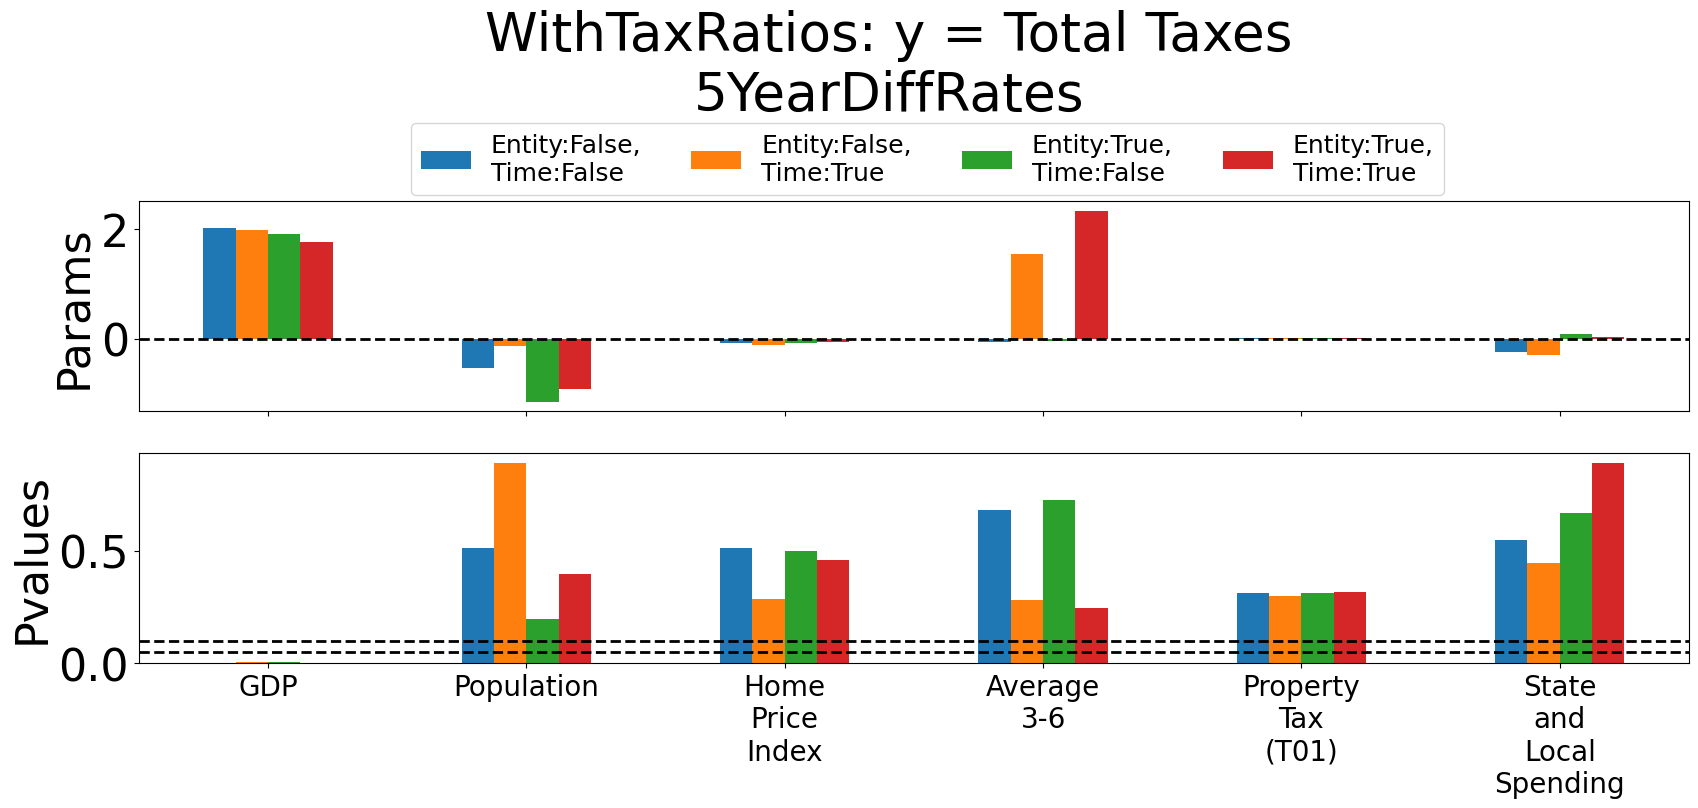 WithTaxRatios: y = Total Taxes
5YearDiffRates
Entity:False,
Time:False
Entity:False,
Time:True
Entity:True,
Time:False
Entity:True,
Time:True
Params
2
0
Pvalues
0.5
0.0
GDP
Population
Home
Price
Index
Average
3-6
Property
Tax
(T01)
State
and
Local
Spending